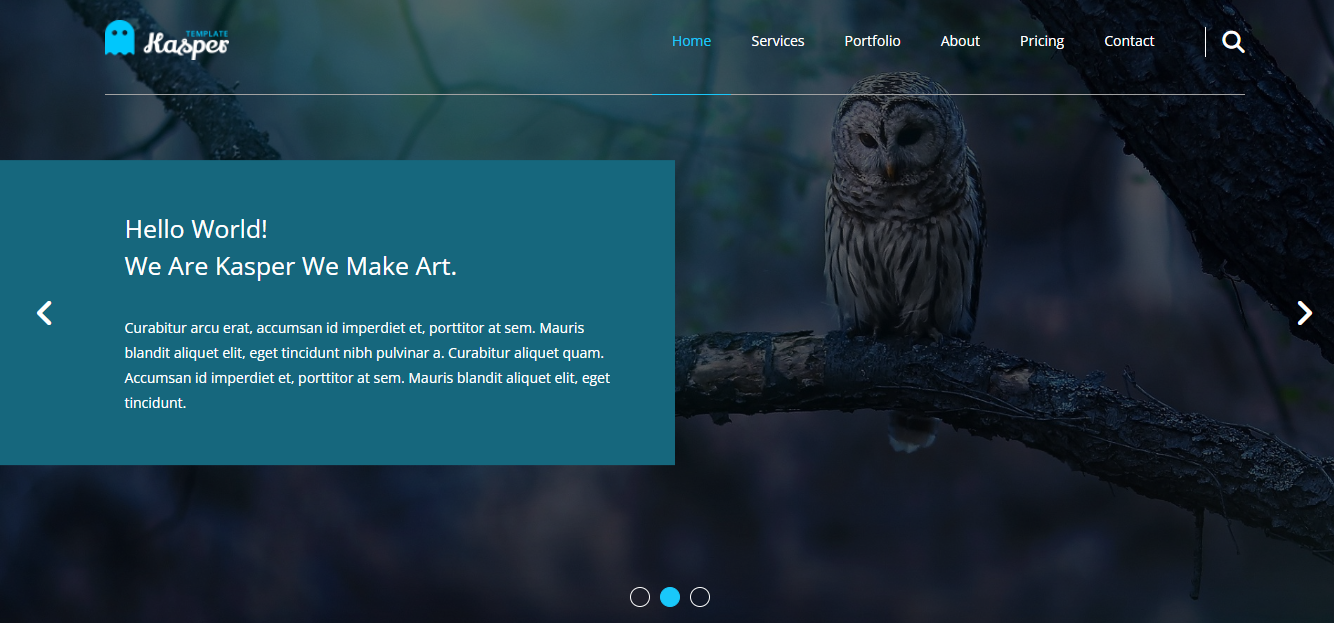 TEMPLATE
Kasper
Home Services Portfolio About Pricing Contact
Hello World!
We Are Kasper We Make Art.
Curabitur arcu erat, accumsan id imperdiet et, porttitor at sem. Mauris
blandit aliquet elit, eget tincidunt nibh pulvinar a. Curabitur aliquet quam.
Accumsan id imperdiet et, porttitor at sem. Mauris blandit aliquet elit, eget
tincidunt.